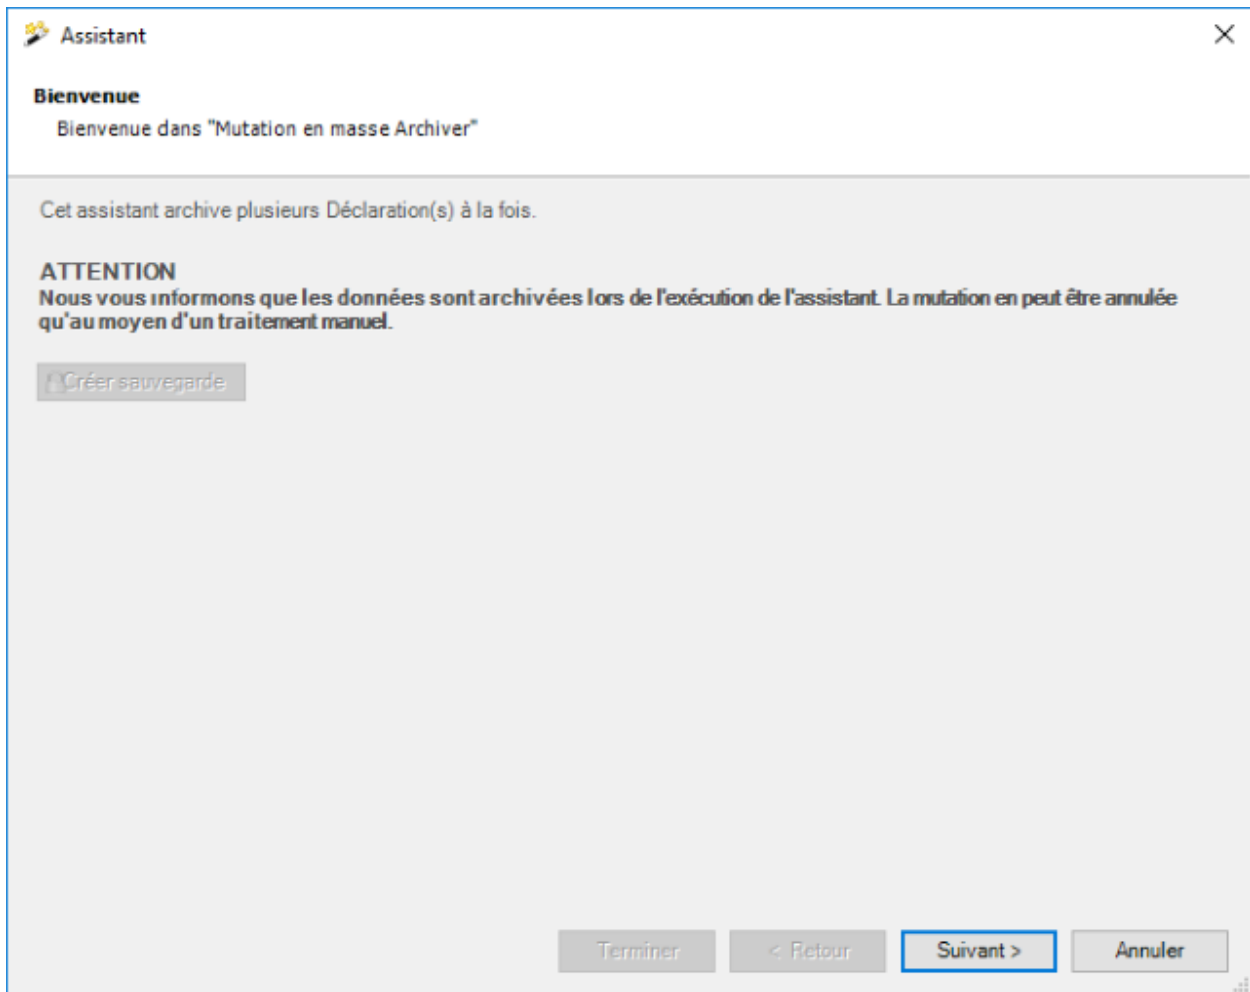 Assistant
Bienvenue
Bienvenue dans "Mutation en masse Archiver"
Cet assistant archive plusieurs Déclaration(s) à la fois.
ATTENTION
Nous vous informons que les données sont archivées lors de l'exécution de l'assistant. La mutation en peut être annulée
qu'au moyen d'un traitement manuel.
Créer sauvegarde
Terminer
< Retour
Suivant >
Annuler